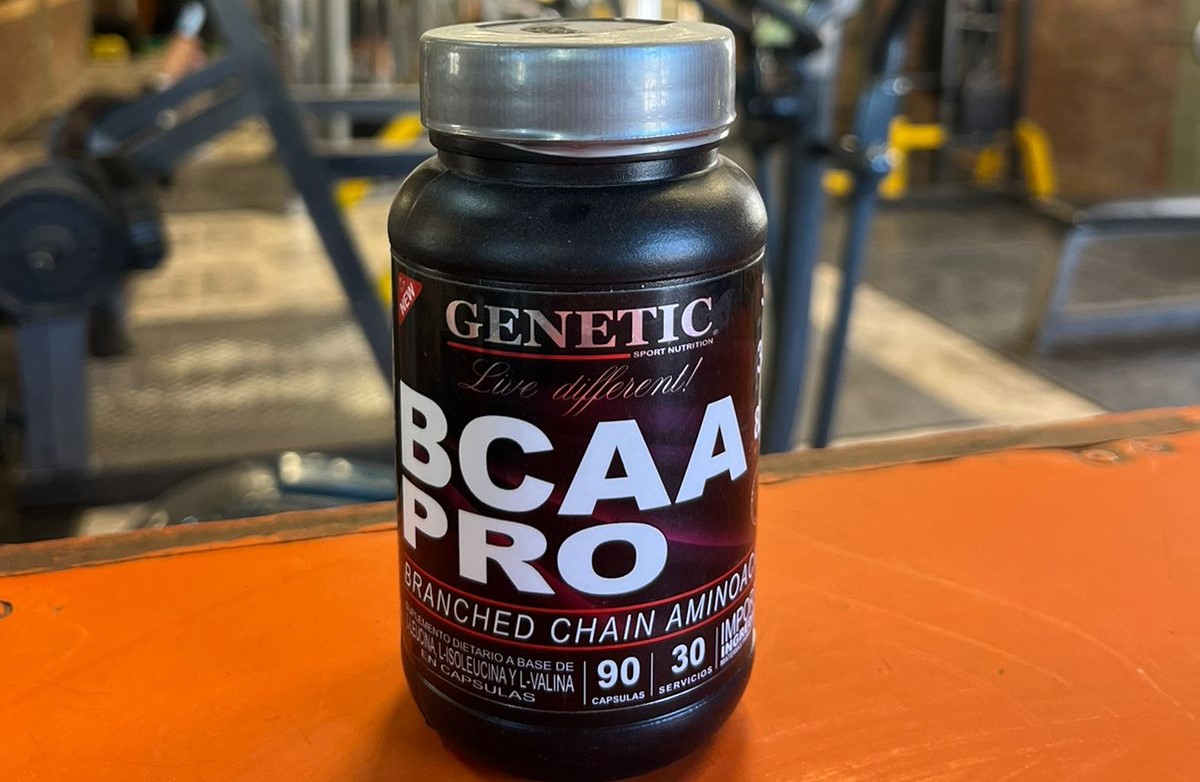 NEW
GENETIC
SPORT NUTRITION
Live different!
BCAA
PRO
BRANCHED CHAIN AMINOAC
SUPLEMENTO DIETARIO A BASE DE
L-LEUCINA, L-ISOLEUCINA Y L-VALINA
EN CAPSULAS
90
CAPSULAS
30
SERVICIOS